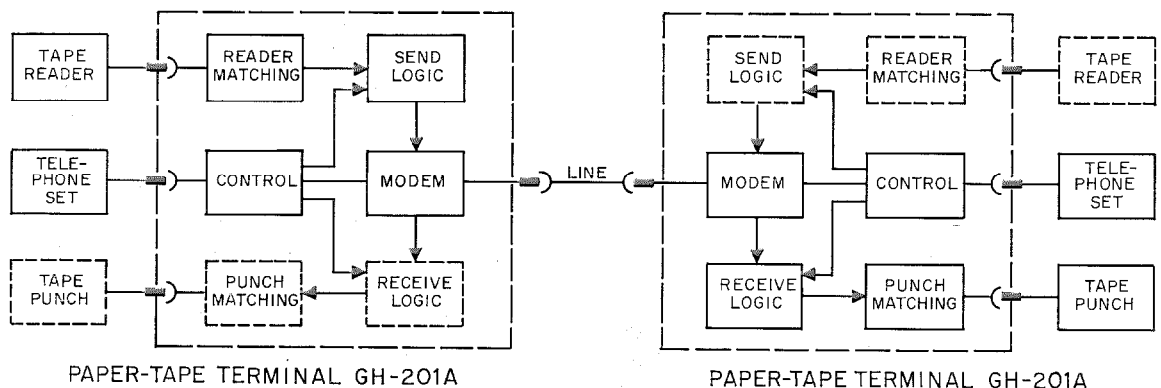 TAPE
READER
READER
MATCHING
SEND
LOGIC
TELE-
PHONE
SET
CONTROL
MODEM
TAPE
PUNCH
PUNCH
MATCHING
RECEIVE
LOGIC
PAPER-TAPE TERMINAL GH-201A
LINE
SEND
LOGIC
READER
MATCHING
TAPE
READER
MODEM
CONTROL
TELE-
PHONE
SET
RECEIVE
LOGIC
PUNCH
MATCHING
TAPE
PUNCH
PAPER-TAPE TERMINAL GH-201A